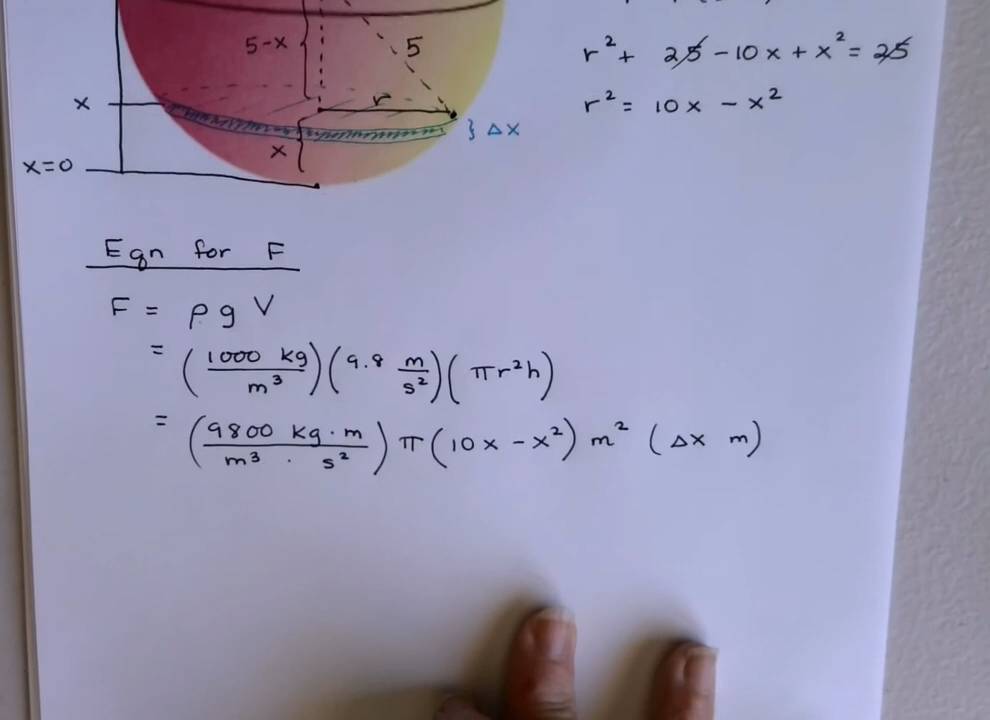 5-x
5
r
x
x
x=0
} Δx
r² + 25 - 10x + x² = 25
r² = 10x - x²
Eqn for F
F = ρ g V
= (1000 kg / m³)(9.8 m / s²)(πr²h)
= (9800 kg · m / m³ · s²) π (10x - x²) m² (Δx m)